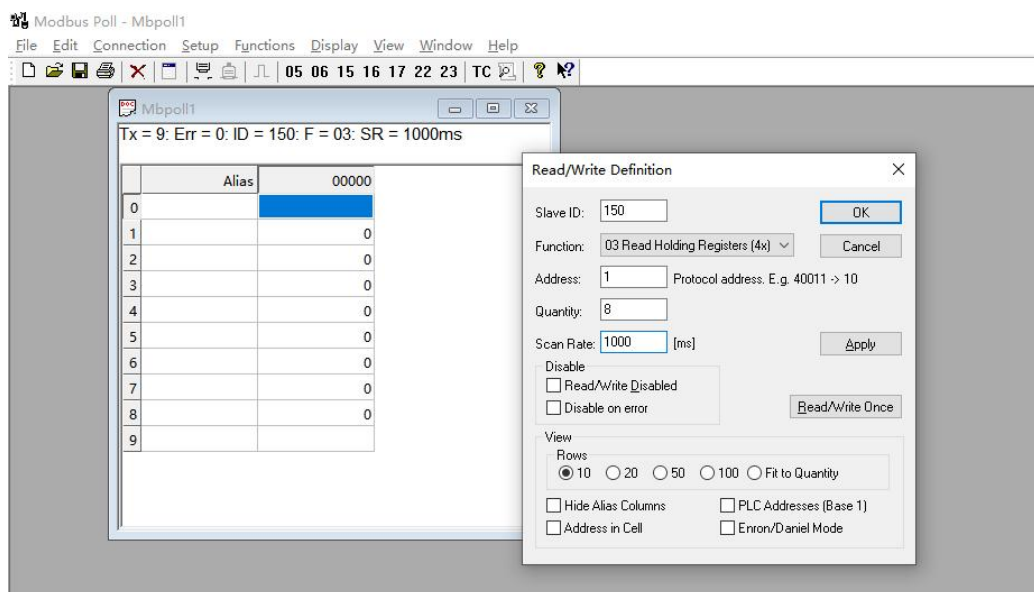 Modbus Poll - Mbpoll1
File Edit Connection Setup Functions Display View Window Help
05 06 15 16 17 22 23 TC
Mbpoll1
Tx = 9: Err = 0: ID = 150: F = 03: SR = 1000ms
Alias 00000
0
1 0
2 0
3 0
4 0
5 0
6 0
7 0
8 0
9
Read/Write Definition
Slave ID: 150 OK
Function: 03 Read Holding Registers (4x) Cancel
Address: 1 Protocol address. E.g. 40011 -> 10
Quantity: 8
Scan Rate: 1000 [ms] Apply
Disable
Read/Write Disabled
Disable on error Read/Write Once
View
Rows
10 20 50 100 Fit to Quantity
Hide Alias Columns PLC Addresses (Base 1)
Address in Cell Enron/Daniel Mode